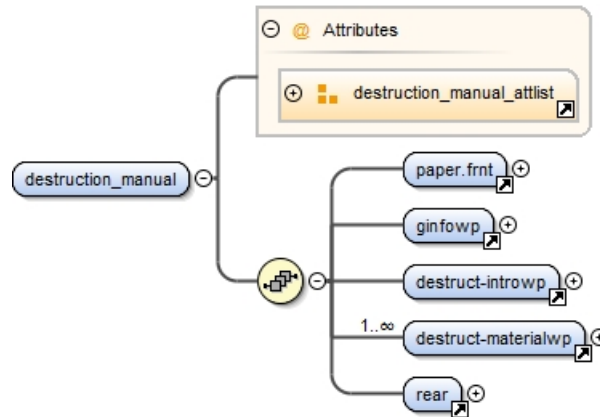 @ Attributes
destruction_manual_attlist
destruction_manual
paper.frnt
ginfowp
destruct-introwp
1..∞
destruct-materialwp
rear